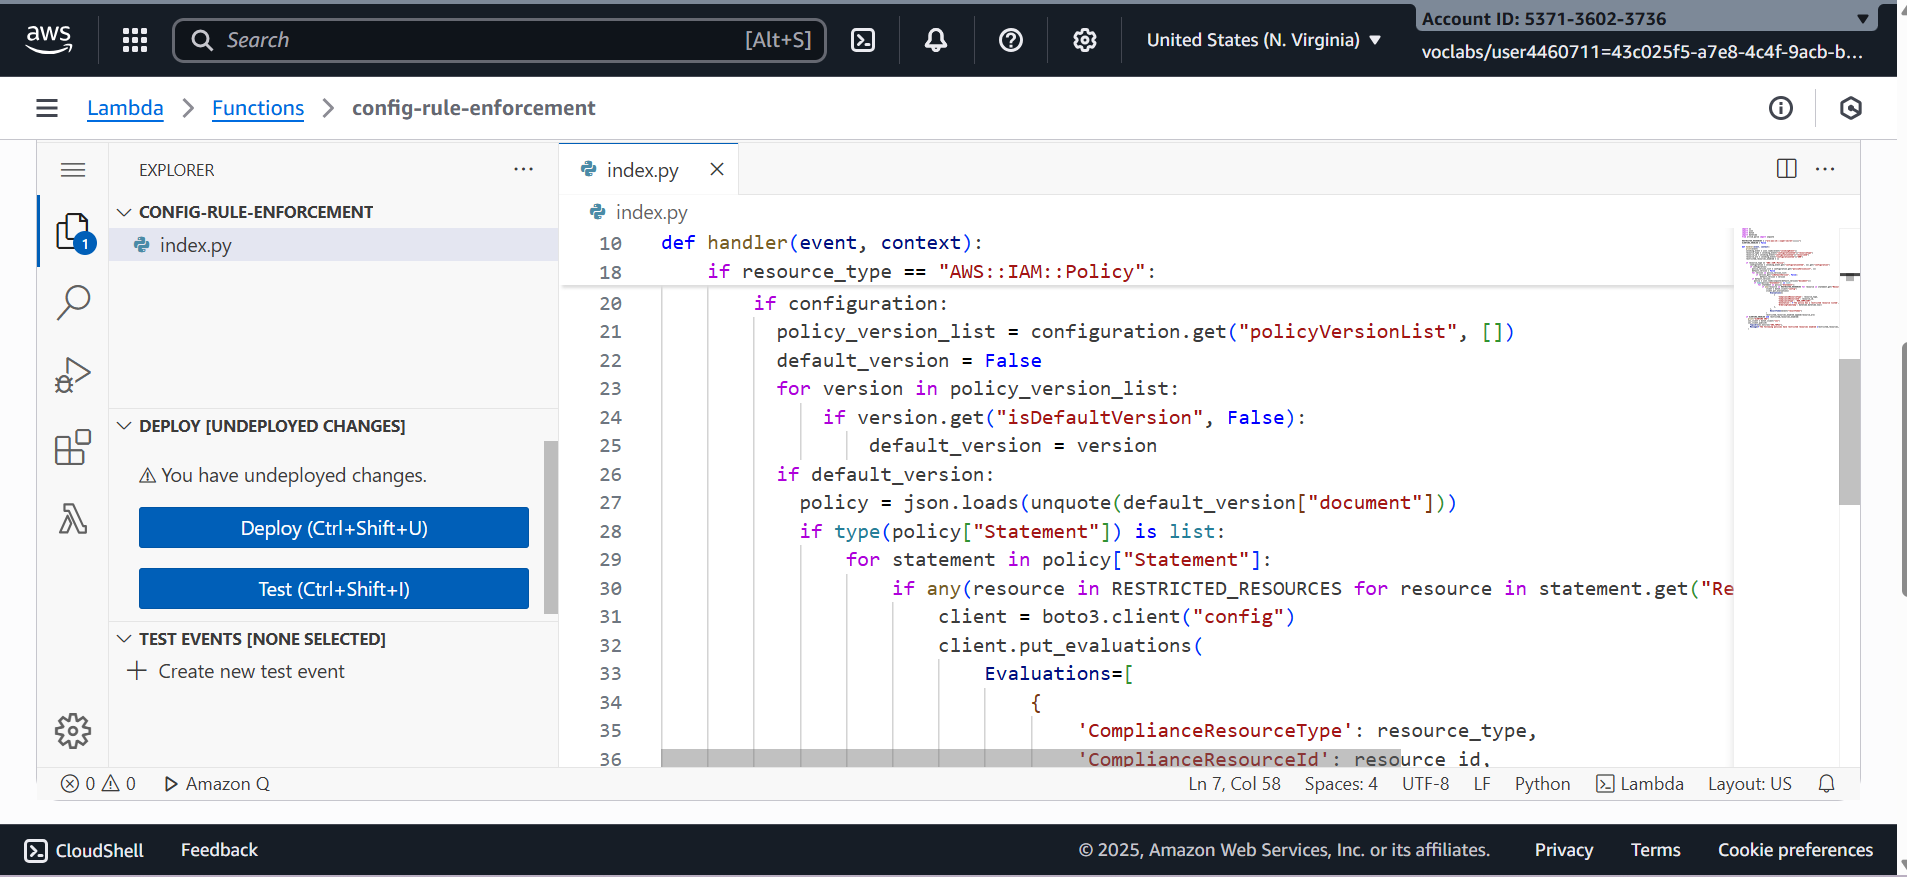 aws
Search
[Alt+S]
United States (N. Virginia)
Account ID: 5371-3602-3736
voclabs/user4460711=43c025f5-a7e8-4c4f-9acb-b...
Lambda
Functions
config-rule-enforcement
EXPLORER
CONFIG-RULE-ENFORCEMENT
index.py
1
DEPLOY [UNDEPLOYED CHANGES]
You have undeployed changes.
Deploy (Ctrl+Shift+U)
Test (Ctrl+Shift+I)
TEST EVENTS [NONE SELECTED]
Create new test event
index.py
index.py
10 def handler(event, context):
18 if resource_type == "AWS::IAM::Policy":
20 if configuration:
21 policy_version_list = configuration.get("policyVersionList", [])
22 default_version = False
23 for version in policy_version_list:
24 if version.get("isDefaultVersion", False):
25 default_version = version
26 if default_version:
27 policy = json.loads(unquote(default_version["document"]))
28 if type(policy["Statement"]) is list:
29 for statement in policy["Statement"]:
30 if any(resource in RESTRICTED_RESOURCES for resource in statement.get("Re
31 client = boto3.client("config")
32 client.put_evaluations(
33 Evaluations=[
34 {
35 'ComplianceResourceType': resource_type,
36 'ComplianceResourceId': resource_id,
0 0 Amazon Q
Ln 7, Col 58 Spaces: 4 UTF-8 LF Python Lambda Layout: US
CloudShell Feedback
© 2025, Amazon Web Services, Inc. or its affiliates. Privacy Terms Cookie preferences